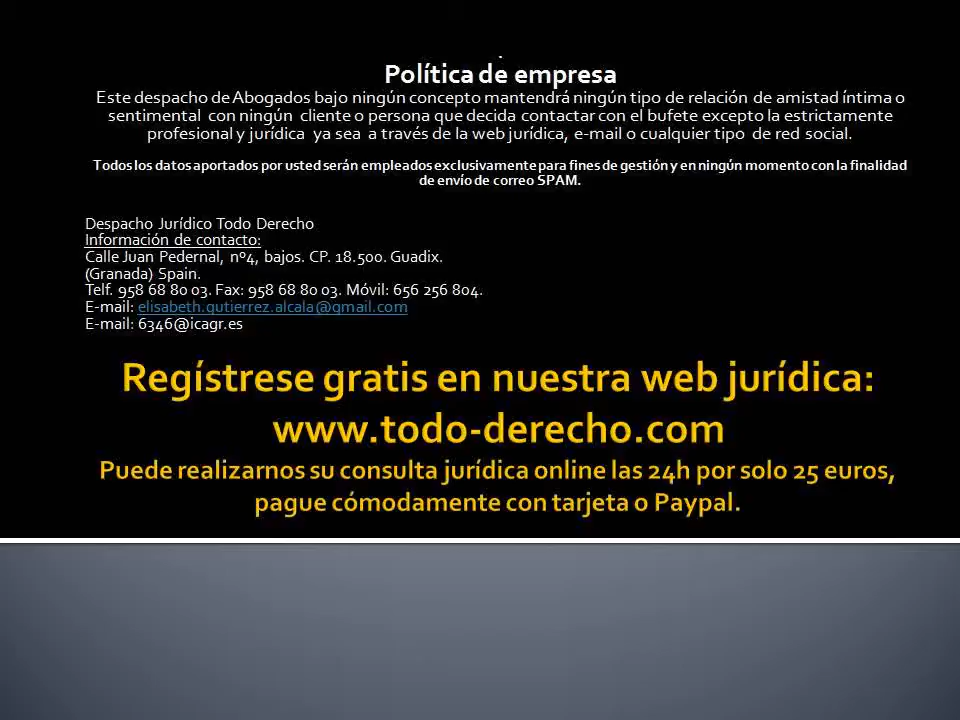 Política de empresa
Este despacho de Abogados bajo ningún concepto mantendrá ningún tipo de relación de amistad íntima o
sentimental con ningún cliente o persona que decida contactar con el bufete excepto la estrictamente
profesional y jurídica ya sea a través de la web jurídica, e-mail o cualquier tipo de red social.
Todos los datos aportados por usted serán empleados exclusivamente para fines de gestión y en ningún momento con la finalidad
de envío de correo SPAM.
Despacho Jurídico Todo Derecho
Información de contacto:
Calle Juan Pedernal, nº4, bajos. CP. 18.500. Guadix.
(Granada) Spain.
Telf. 958 68 80 03. Fax: 958 68 80 03. Móvil: 656 256 804.
E-mail: elisabeth.gutierrez.alcala@gmail.com
E-mail: 6346@icagr.es
Regístrese gratis en nuestra web jurídica:
www.todo-derecho.com
Puede realizarnos su consulta jurídica online las 24h por solo 25 euros,
pague cómodamente con tarjeta o Paypal.